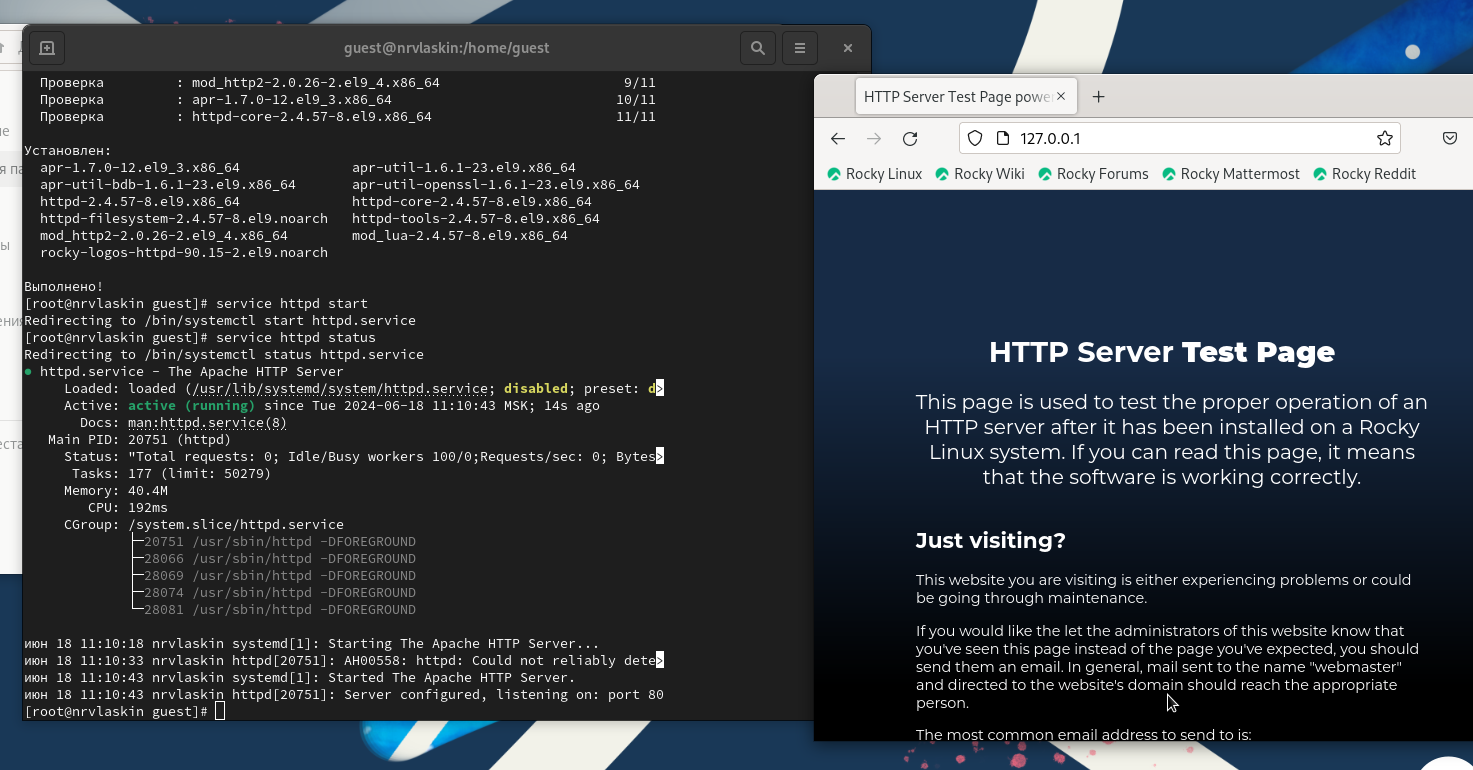 guest@nrvlaskin:/home/guest
Проверка : mod_http2-2.0.26-2.el9_4.x86_64 9/11
Проверка : apr-1.7.0-12.el9_3.x86_64 10/11
Проверка : httpd-core-2.4.57-8.el9.x86_64 11/11
Установлен:
apr-1.7.0-12.el9_3.x86_64 apr-util-1.6.1-23.el9.x86_64
apr-util-bdb-1.6.1-23.el9.x86_64 apr-util-openssl-1.6.1-23.el9.x86_64
httpd-2.4.57-8.el9.x86_64 httpd-core-2.4.57-8.el9.x86_64
httpd-filesystem-2.4.57-8.el9.noarch httpd-tools-2.4.57-8.el9.x86_64
mod_http2-2.0.26-2.el9_4.x86_64 mod_lua-2.4.57-8.el9.x86_64
rocky-logos-httpd-90.15-2.el9.noarch
Выполнено!
[root@nrvlaskin guest]# service httpd start
Redirecting to /bin/systemctl start httpd.service
[root@nrvlaskin guest]# service httpd status
Redirecting to /bin/systemctl status httpd.service
● httpd.service - The Apache HTTP Server
Loaded: loaded (/usr/lib/systemd/system/httpd.service; disabled; preset: d>
Active: active (running) since Tue 2024-06-18 11:10:43 MSK; 14s ago
Docs: man:httpd.service(8)
Main PID: 20751 (httpd)
Status: "Total requests: 0; Idle/Busy workers 100/0;Requests/sec: 0; Bytes>
Tasks: 177 (limit: 50279)
Memory: 40.4M
CPU: 192ms
CGroup: /system.slice/httpd.service
├─20751 /usr/sbin/httpd -DFOREGROUND
├─28066 /usr/sbin/httpd -DFOREGROUND
├─28069 /usr/sbin/httpd -DFOREGROUND
├─28074 /usr/sbin/httpd -DFOREGROUND
└─28081 /usr/sbin/httpd -DFOREGROUND
июн 18 11:10:18 nrvlaskin systemd[1]: Starting The Apache HTTP Server...
июн 18 11:10:33 nrvlaskin httpd[20751]: AH00558: httpd: Could not reliably dete>
июн 18 11:10:43 nrvlaskin systemd[1]: Started The Apache HTTP Server.
июн 18 11:10:43 nrvlaskin httpd[20751]: Server configured, listening on: port 80
[root@nrvlaskin guest]#
HTTP Server Test Page powe
127.0.0.1
Rocky Linux Rocky Wiki Rocky Forums Rocky Mattermost Rocky Reddit
HTTP Server Test Page
This page is used to test the proper operation of an
HTTP server after it has been installed on a Rocky
Linux system. If you can read this page, it means
that the software is working correctly.
Just visiting?
This website you are visiting is either experiencing problems or could
be going through maintenance.
If you would like the let the administrators of this website know that
you've seen this page instead of the page you've expected, you should
send them an email. In general, mail sent to the name "webmaster"
and directed to the website's domain should reach the appropriate
person.
The most common email address to send to is: